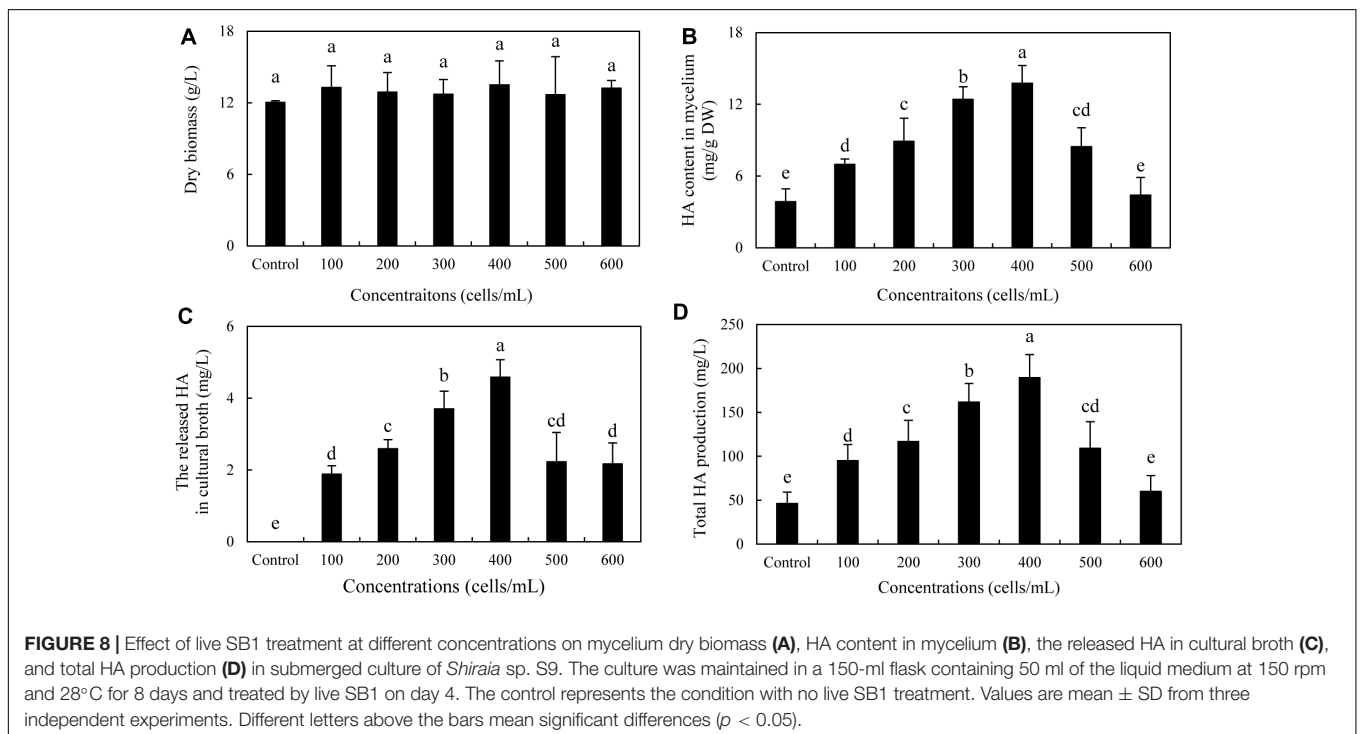 A
Dry biomass (g/L)
18
12
6
0
a a a a a a a
Control 100 200 300 400 500 600
Concentraitons (cells/mL)
B
HA content in mycelium
(mg/g DW)
18
12
6
0
e d c b a cd e
Control 100 200 300 400 500 600
Concentraitons (cells/mL)
C
The released HA
in cultural broth (mg/L)
6
4
2
0
e d c b a cd d
Control 100 200 300 400 500 600
Concentrations (cells/mL)
D
Total HA production (mg/L)
250
200
150
100
50
0
e d c b a cd e
Control 100 200 300 400 500 600
Concentrations (cells/mL)
FIGURE 8 | Effect of live SB1 treatment at different concentrations on mycelium dry biomass (A), HA content in mycelium (B), the released HA in cultural broth (C),
and total HA production (D) in submerged culture of Shiraia sp. S9. The culture was maintained in a 150-ml flask containing 50 ml of the liquid medium at 150 rpm
and 28°C for 8 days and treated by live SB1 on day 4. The control represents the condition with no live SB1 treatment. Values are mean ± SD from three
independent experiments. Different letters above the bars mean significant differences (p < 0.05).